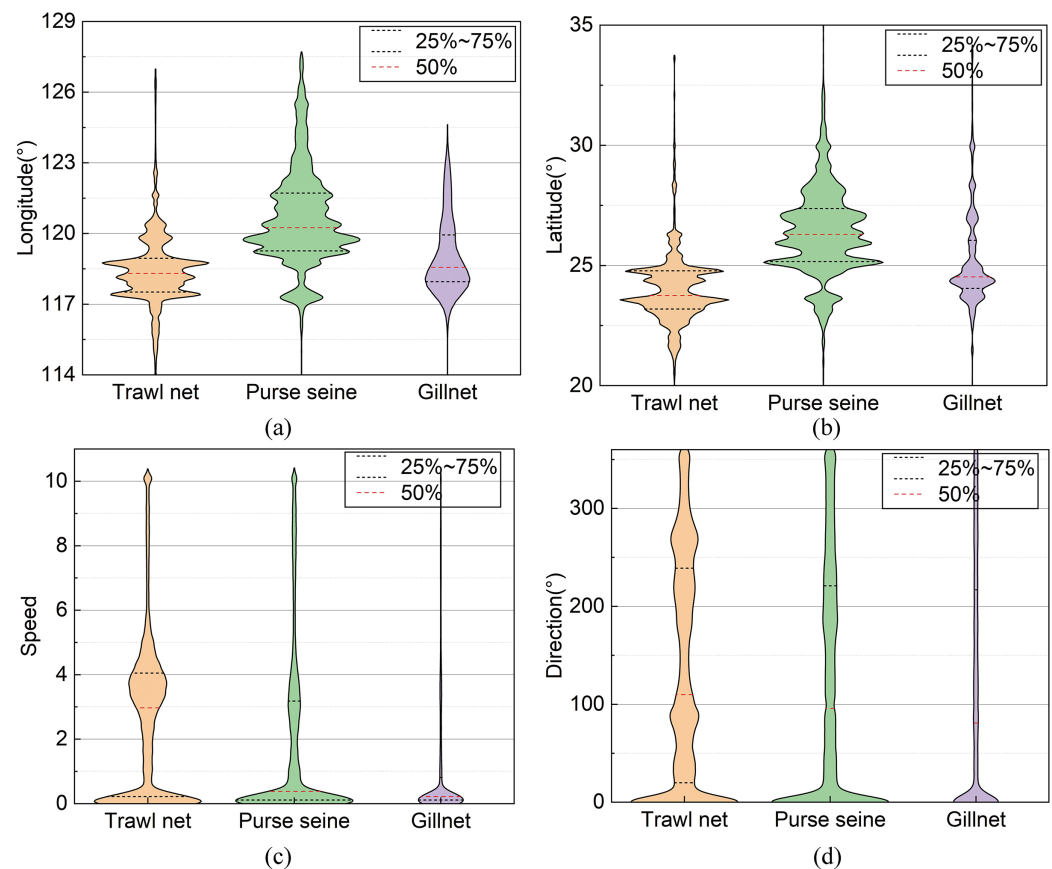 129
126
123
120
117
114
Longitude(°)
25%~75%
50%
Trawl net
Purse seine
Gillnet
(a)
35
30
25
20
Latitude(°)
25%~75%
50%
Trawl net
Purse seine
Gillnet
(b)
10
8
6
4
2
0
Speed
25%~75%
50%
Trawl net
Purse seine
Gillnet
(c)
300
200
100
0
Direction(°)
25%~75%
50%
Trawl net
Purse seine
Gillnet
(d)